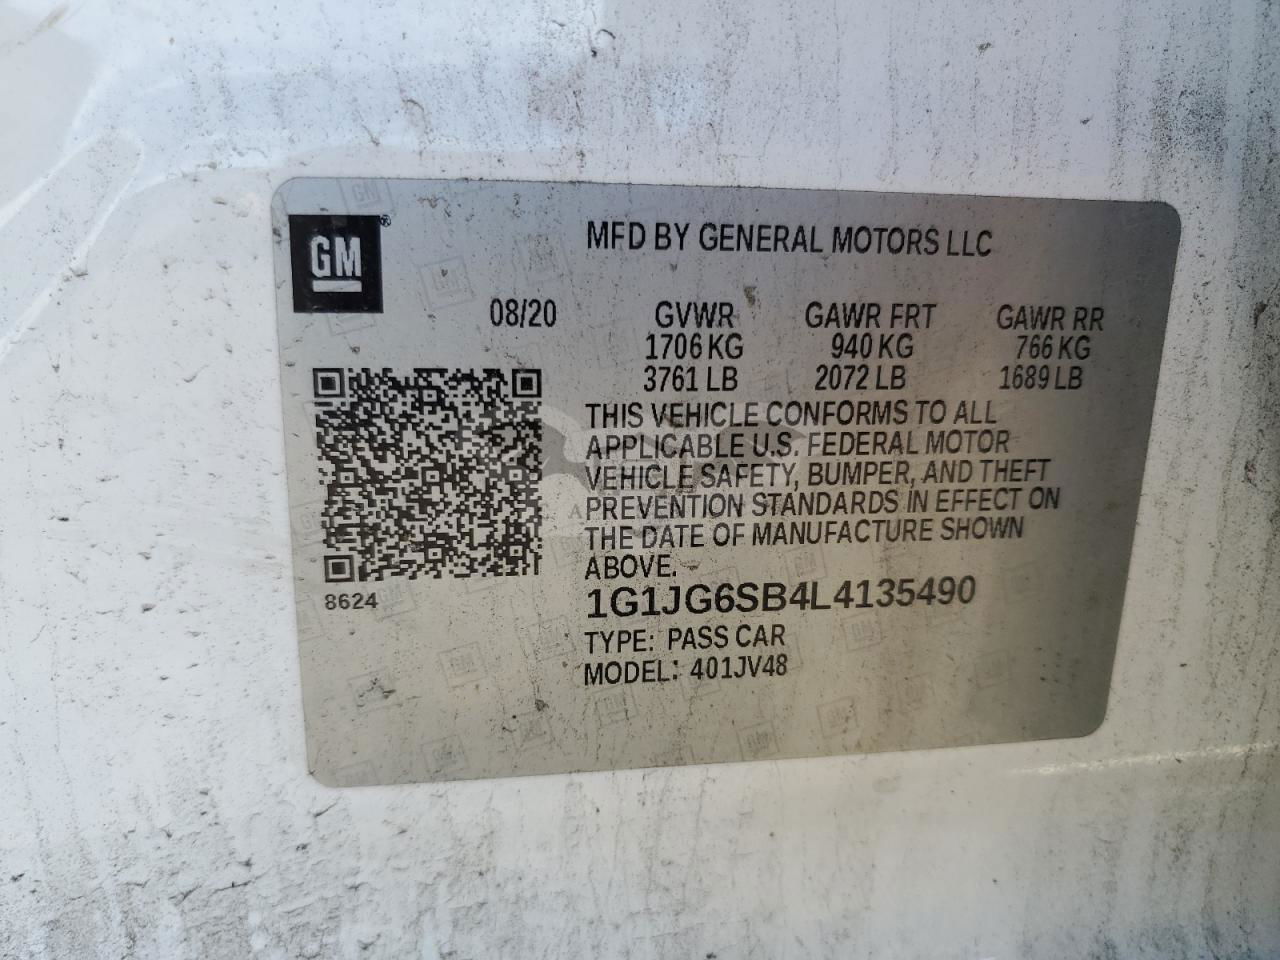 GM®
MFD BY GENERAL MOTORS LLC
08/20 GVWR GAWR FRT GAWR RR
1706 KG 940 KG 766 KG
3761 LB 2072 LB 1689 LB
THIS VEHICLE CONFORMS TO ALL
APPLICABLE U.S. FEDERAL MOTOR
VEHICLE SAFETY, BUMPER, AND THEFT
PREVENTION STANDARDS IN EFFECT ON
THE DATE OF MANUFACTURE SHOWN
ABOVE.
8624
1G1JG6SB4L4135490
TYPE: PASS CAR
MODEL: 401JV48